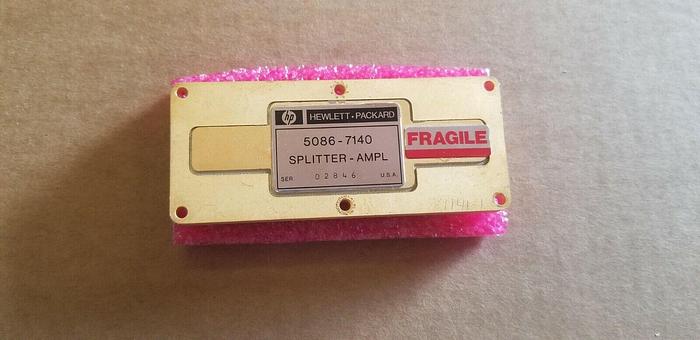 hp HEWLETT•PACKARD
5086-7140
SPLITTER-AMPL
SER. 02846 U.S.A.
FRAGILE